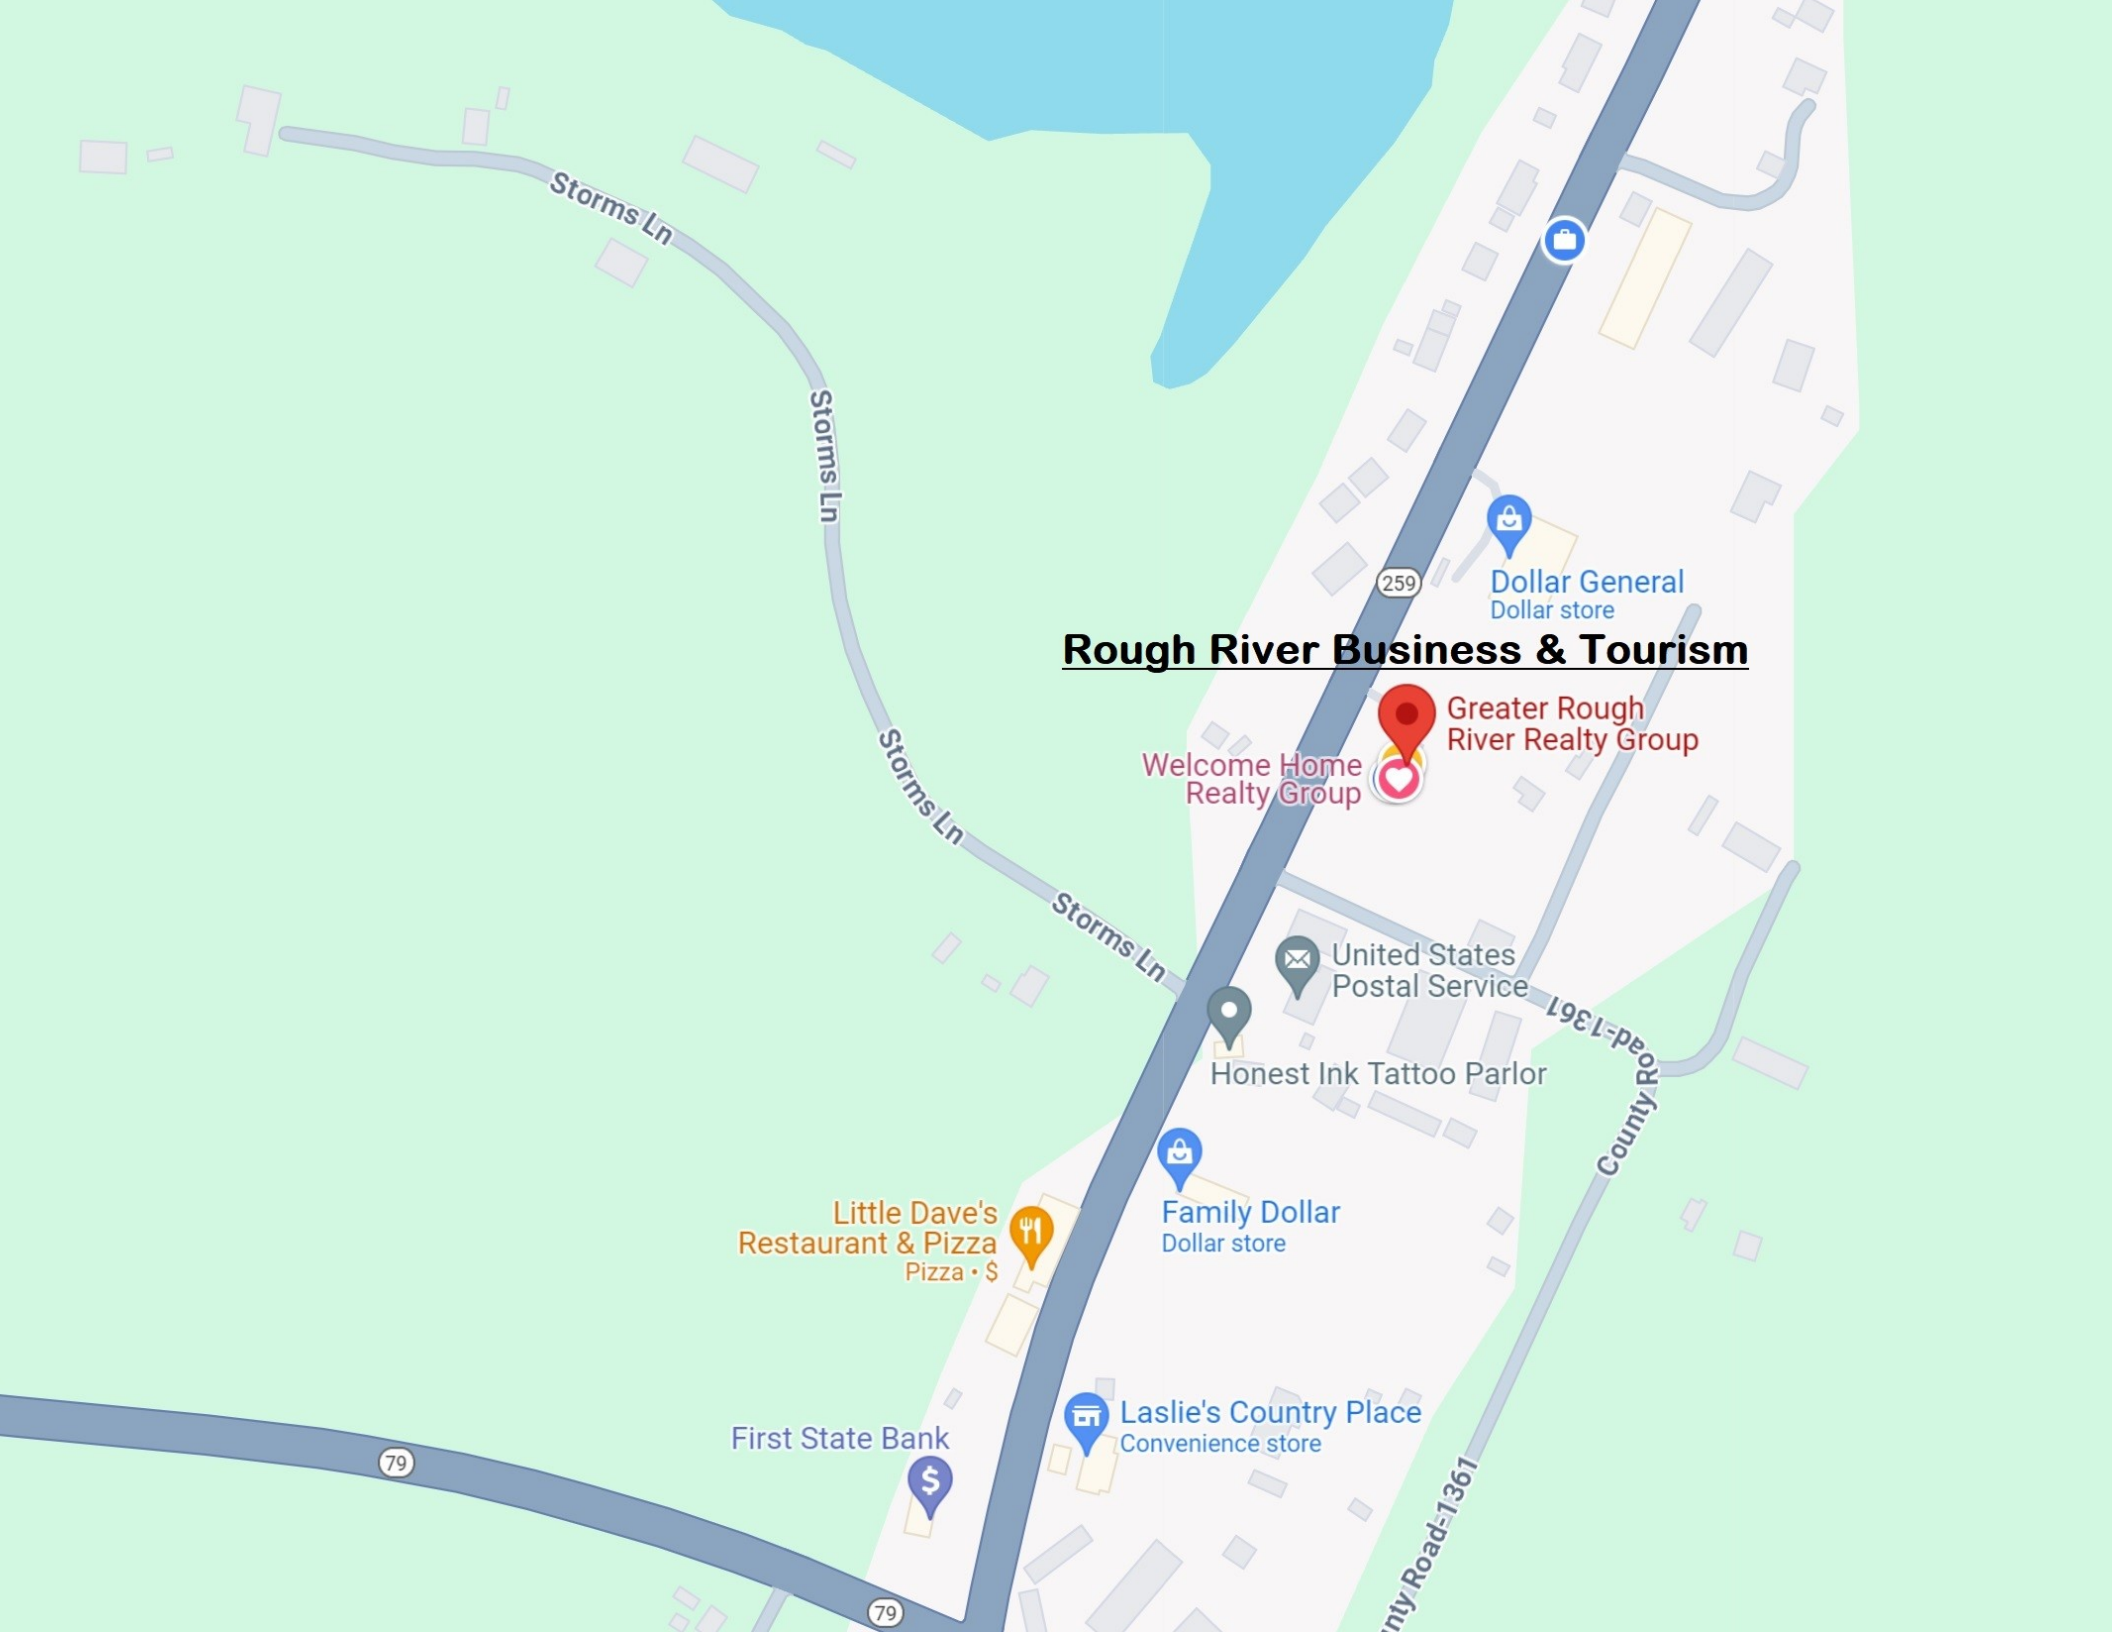 Storms Ln
Storms Ln
259
Dollar General
Dollar store
Rough River Business & Tourism
Greater Rough
River Realty Group
Welcome Home
Realty Group
Storms Ln
Storms Ln
United States
Postal Service
County Road-1361
Honest Ink Tattoo Parlor
Family Dollar
Dollar store
Little Dave's
Restaurant & Pizza
Pizza • $
Laslie's Country Place
Convenience store
First State Bank
$
79
unty Road-1361
79